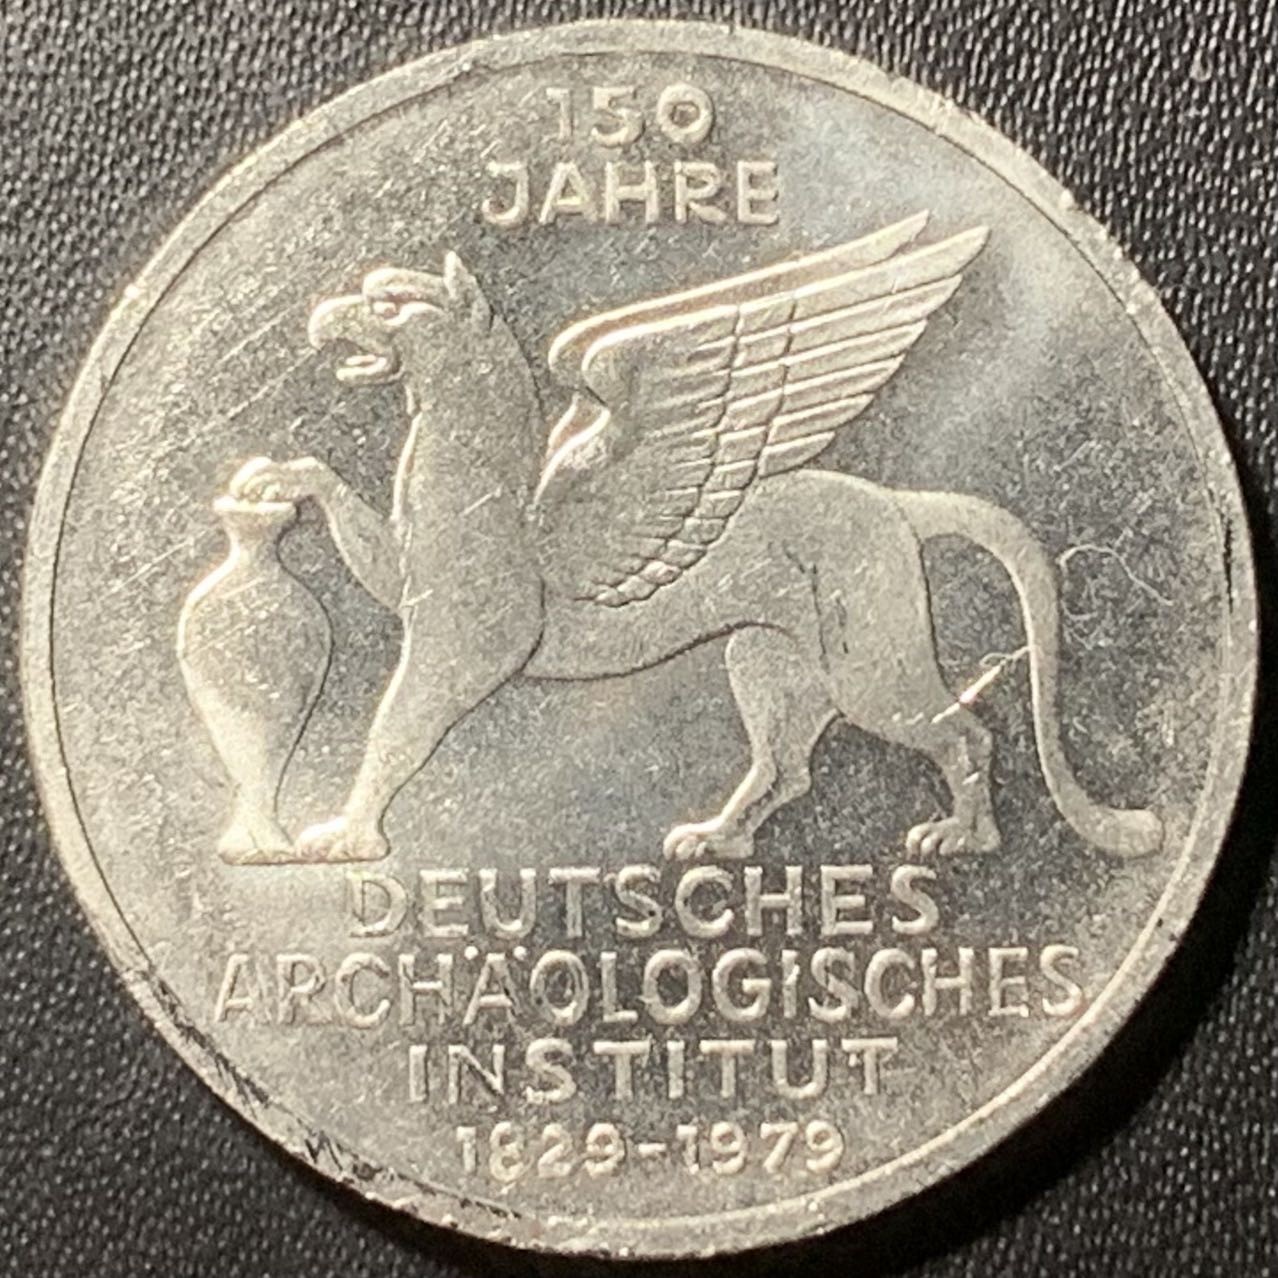 150
JAHRE
DEUTSCHES
ARCHÄOLOGISCHES
INSTITUT
1829-1979